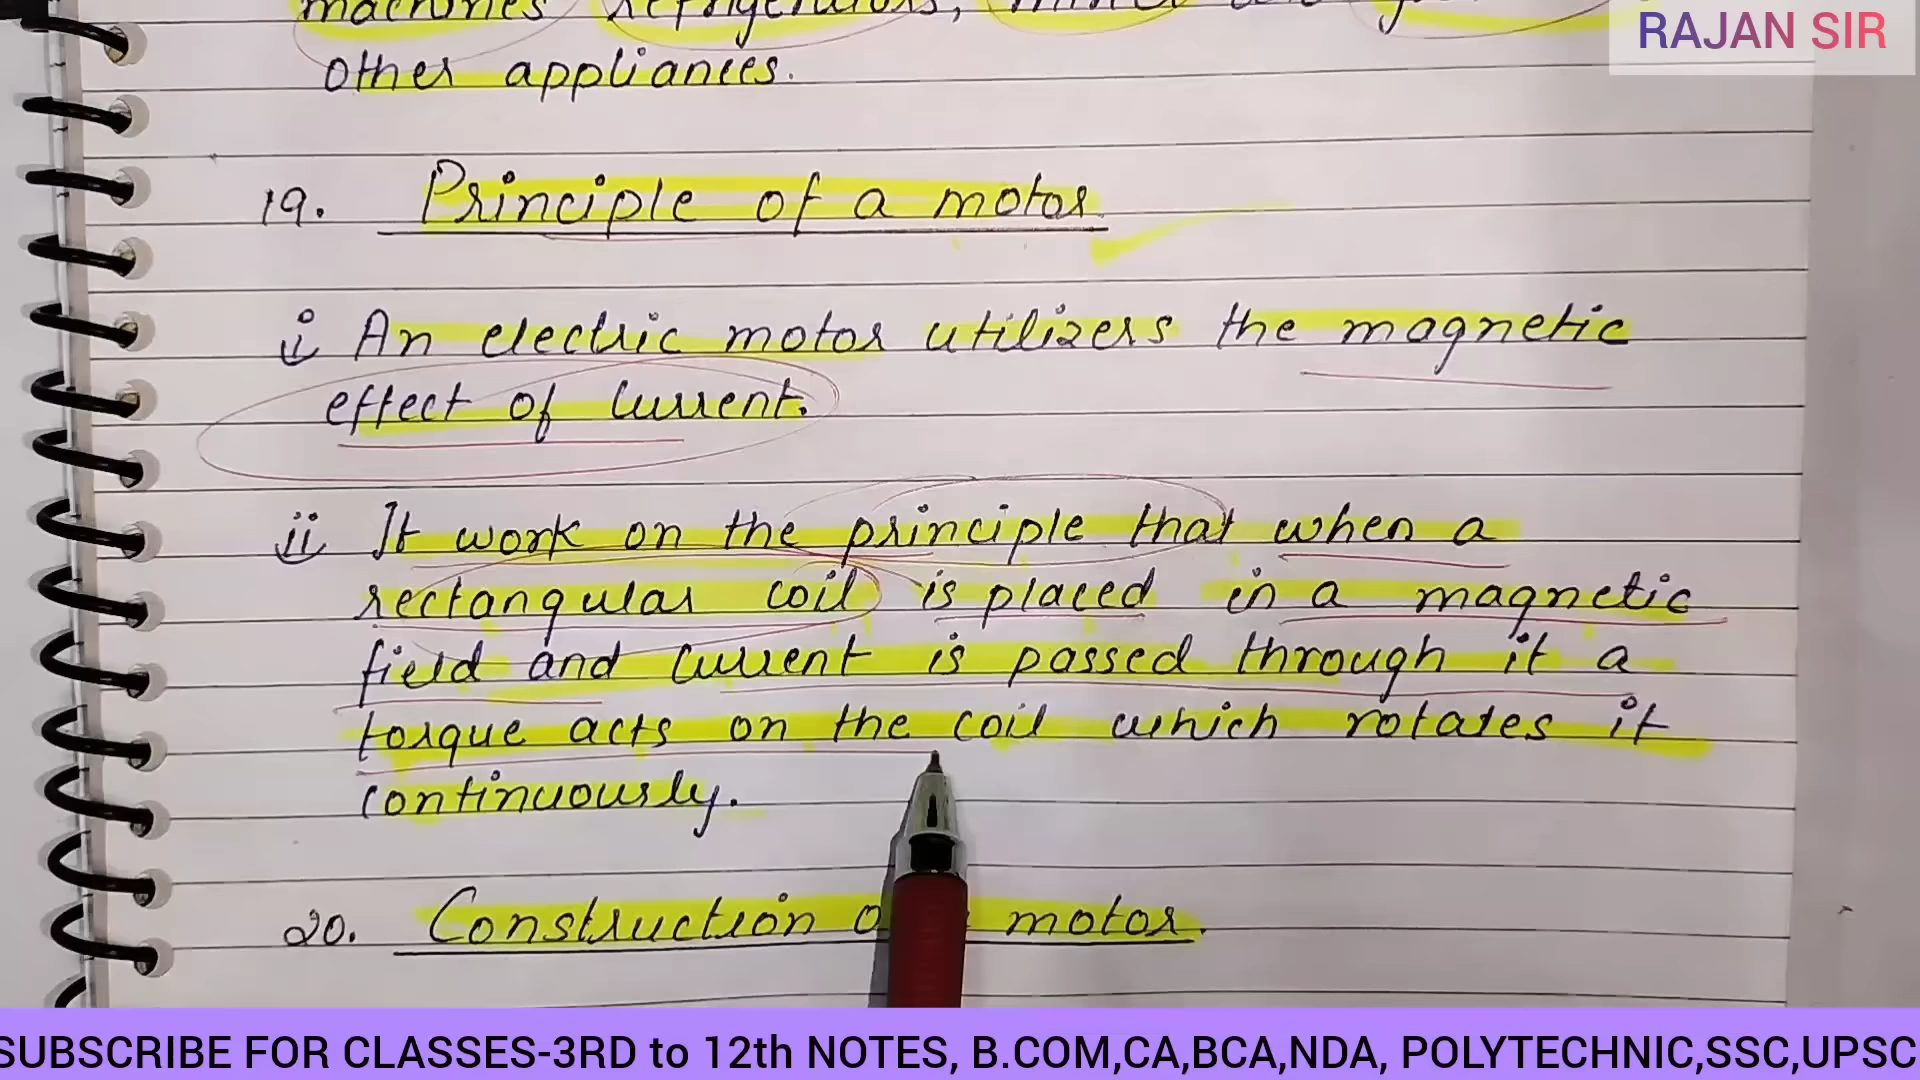 machines refrigerators,
RAJAN SIR
other appliances.
19. Principle of a motor.
i) An electric motor utilizers the magnetic
effect of current.
ii) It work on the principle that when a
rectangular coil is placed in a magnetic
field and current is passed through it a
torque acts on the coil which rotates it
continuously.
20. Construction motor.
SUBSCRIBE FOR CLASSES-3RD to 12th NOTES, B.COM,CA,BCA,NDA, POLYTECHNIC,SSC,UPSC